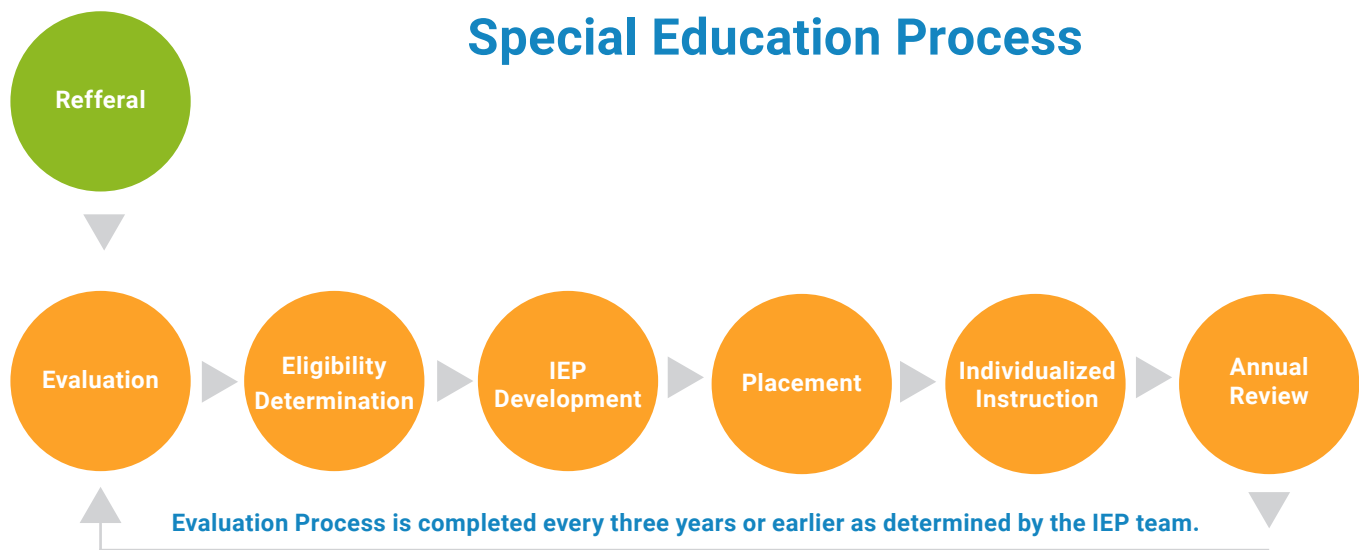 Special Education Process
Refferal
Evaluation
Eligibility
Determination
IEP
Development
Placement
Individualized
Instruction
Annual
Review
Evaluation Process is completed every three years or earlier as determined by the IEP team.